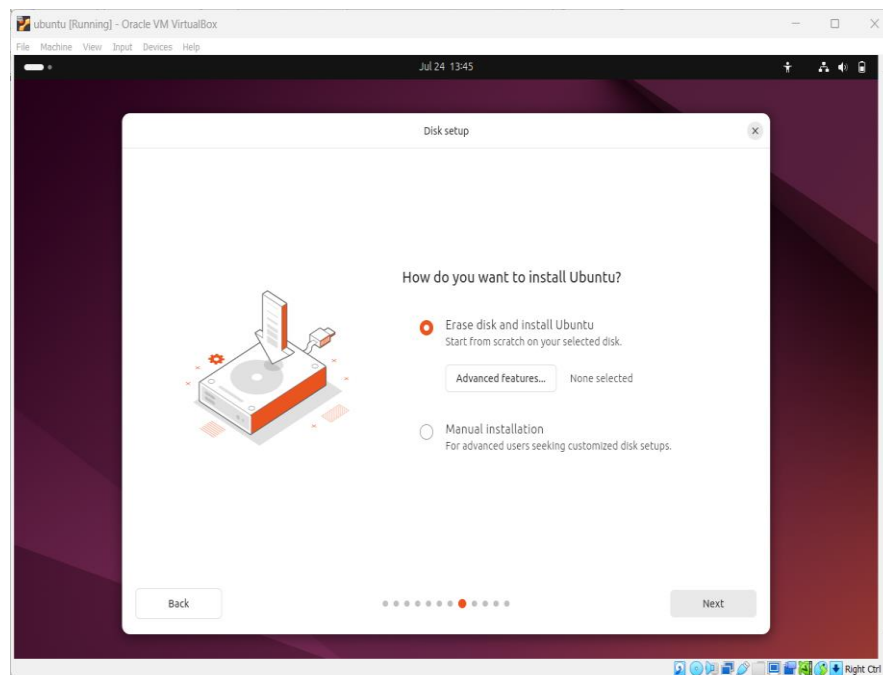 ubuntu [Running] - Oracle VM VirtualBox
File Machine View Input Devices Help
Jul 24 13:45
Disk setup
How do you want to install Ubuntu?
Erase disk and install Ubuntu
Start from scratch on your selected disk.
Advanced features... None selected
Manual installation
For advanced users seeking customized disk setups.
Back Next
Right Ctrl